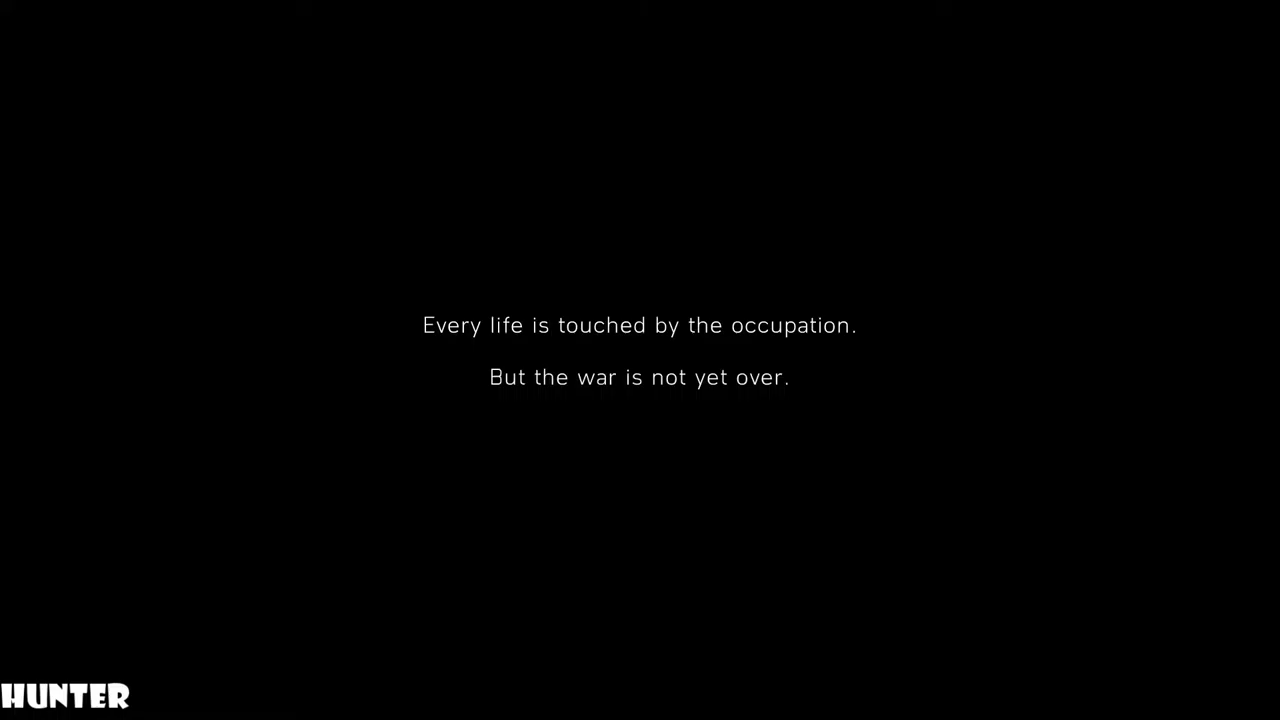 Every life is touched by the occupation.
But the war is not yet over.
HUNTER